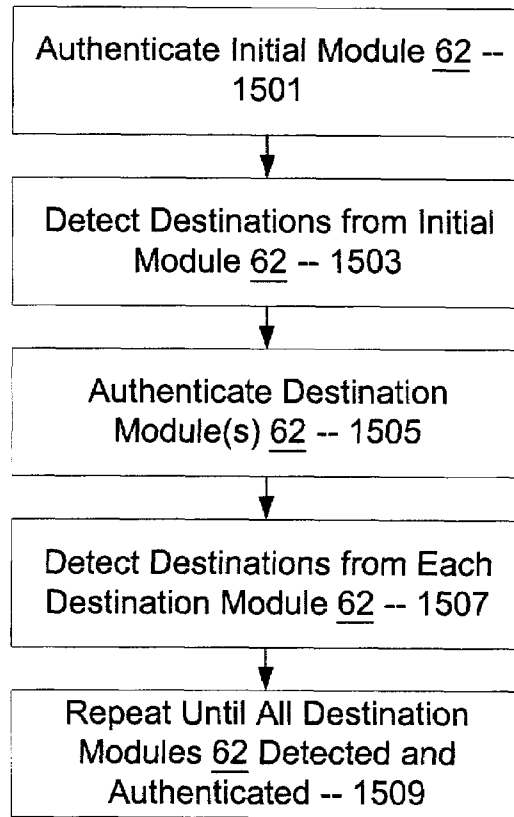 Authenticate Initial Module 62 --
1501
Detect Destinations from Initial
Module 62 -- 1503
Authenticate Destination
Module(s) 62 -- 1505
Detect Destinations from Each
Destination Module 62 -- 1507
Repeat Until All Destination
Modules 62 Detected and
Authenticated -- 1509